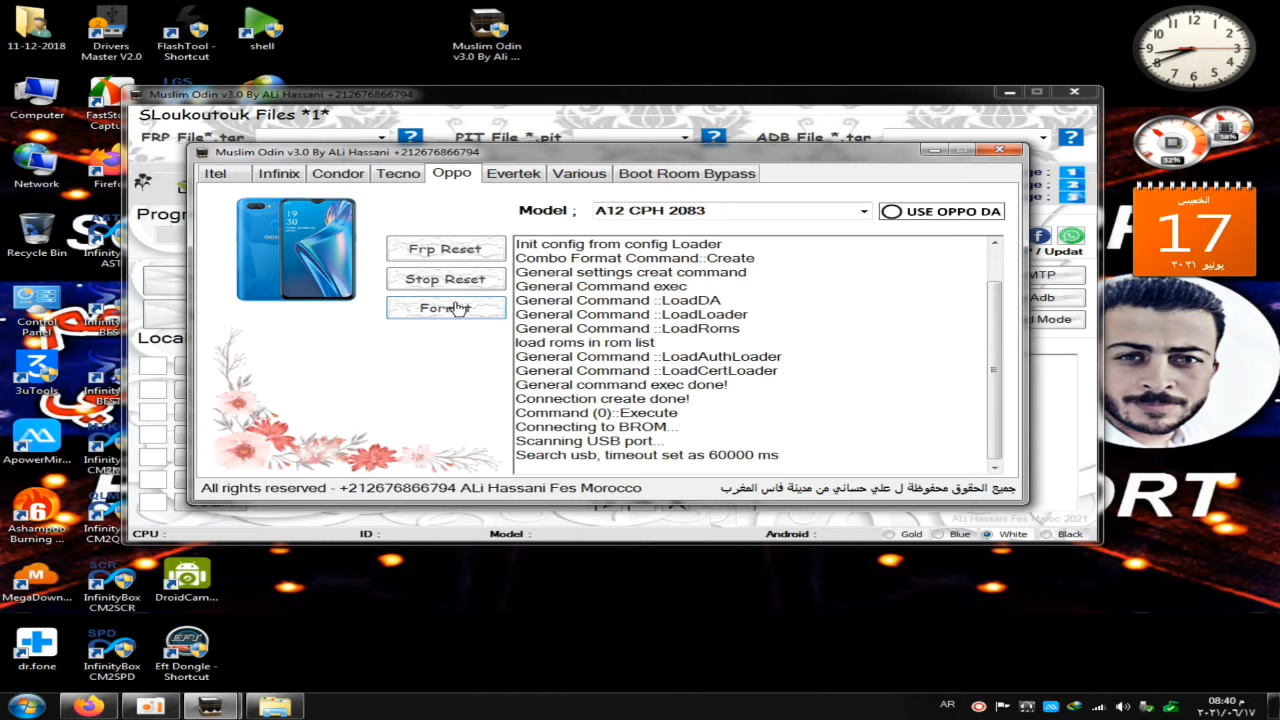 11-12-2018
Drivers Master V2.0
FlashTool - Shortcut
shell
Muslim Odin v3.0 By Ali ...
Computer
Network
Recycle Bin
Control Panel
3uTools
ApowerMir...
Ashampoo Burning ...
MegaDown...
InfinityBox CM2SCR
DroidCam...
dr.fone
InfinityBox CM2SPD
Eft Dongle - Shortcut
Muslim Odin v3.0 By ALi Hassani +212676866794
SLoukoutouk Files *1*
FRP File*.tar
PIT File *.pit
ADB File *.tar
Muslim Odin v3.0 By ALi Hassani +212676866794
Itel
Infinix
Condor
Tecno
Oppo
Evertek
Various
Boot Room Bypass
Model ;
A12 CPH 2083
USE OPPO DA
19
30
Frp Reset
Stop Reset
Format
Init config from config Loader
Combo Format Command::Create
General settings creat command
General Command exec
General Command ::LoadDA
General Command ::LoadLoader
General Command ::LoadRoms
load roms in rom list
General Command ::LoadAuthLoader
General Command ::LoadCertLoader
General command exec done!
Connection create done!
Command (0)::Execute
Connecting to BROM...
Scanning USB port...
Search usb, timeout set as 60000 ms
All rights reserved - +212676866794 ALi Hassani Fes Morocco
جميع الحقوق محفوظة ل علي حساني من مدينة فاس المغرب
1
2
3
/ Updat
MTP
Adb
d Mode
ALi Hassani Fes Maroc 2021
CPU :
ID :
Model :
Android :
Gold
Blue
White
Black
ORT
52%
الخميس
17
يونيو ٢٠٢١
AR
م 08:40
٢٠٢١/٠٦/١٧